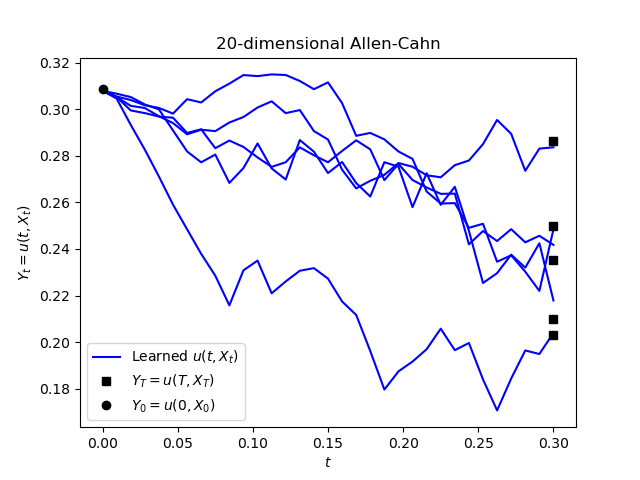 20-dimensional Allen-Cahn
0.32
0.30
0.28
0.26
0.24
0.22
0.20
0.18
Y_t = u(t, X_t)
Learned u(t, X_t)
Y_T = u(T, X_T)
Y_0 = u(0, X_0)
0.00 0.05 0.10 0.15 0.20 0.25 0.30
t